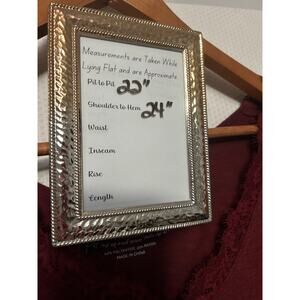 Measurements are Taken While
Lying Flat and are Approximate.
Pit to Pit 22"
Shoulder to Hem 24"
Waist
Inseam
Rise
Length
MADE IN CHINA